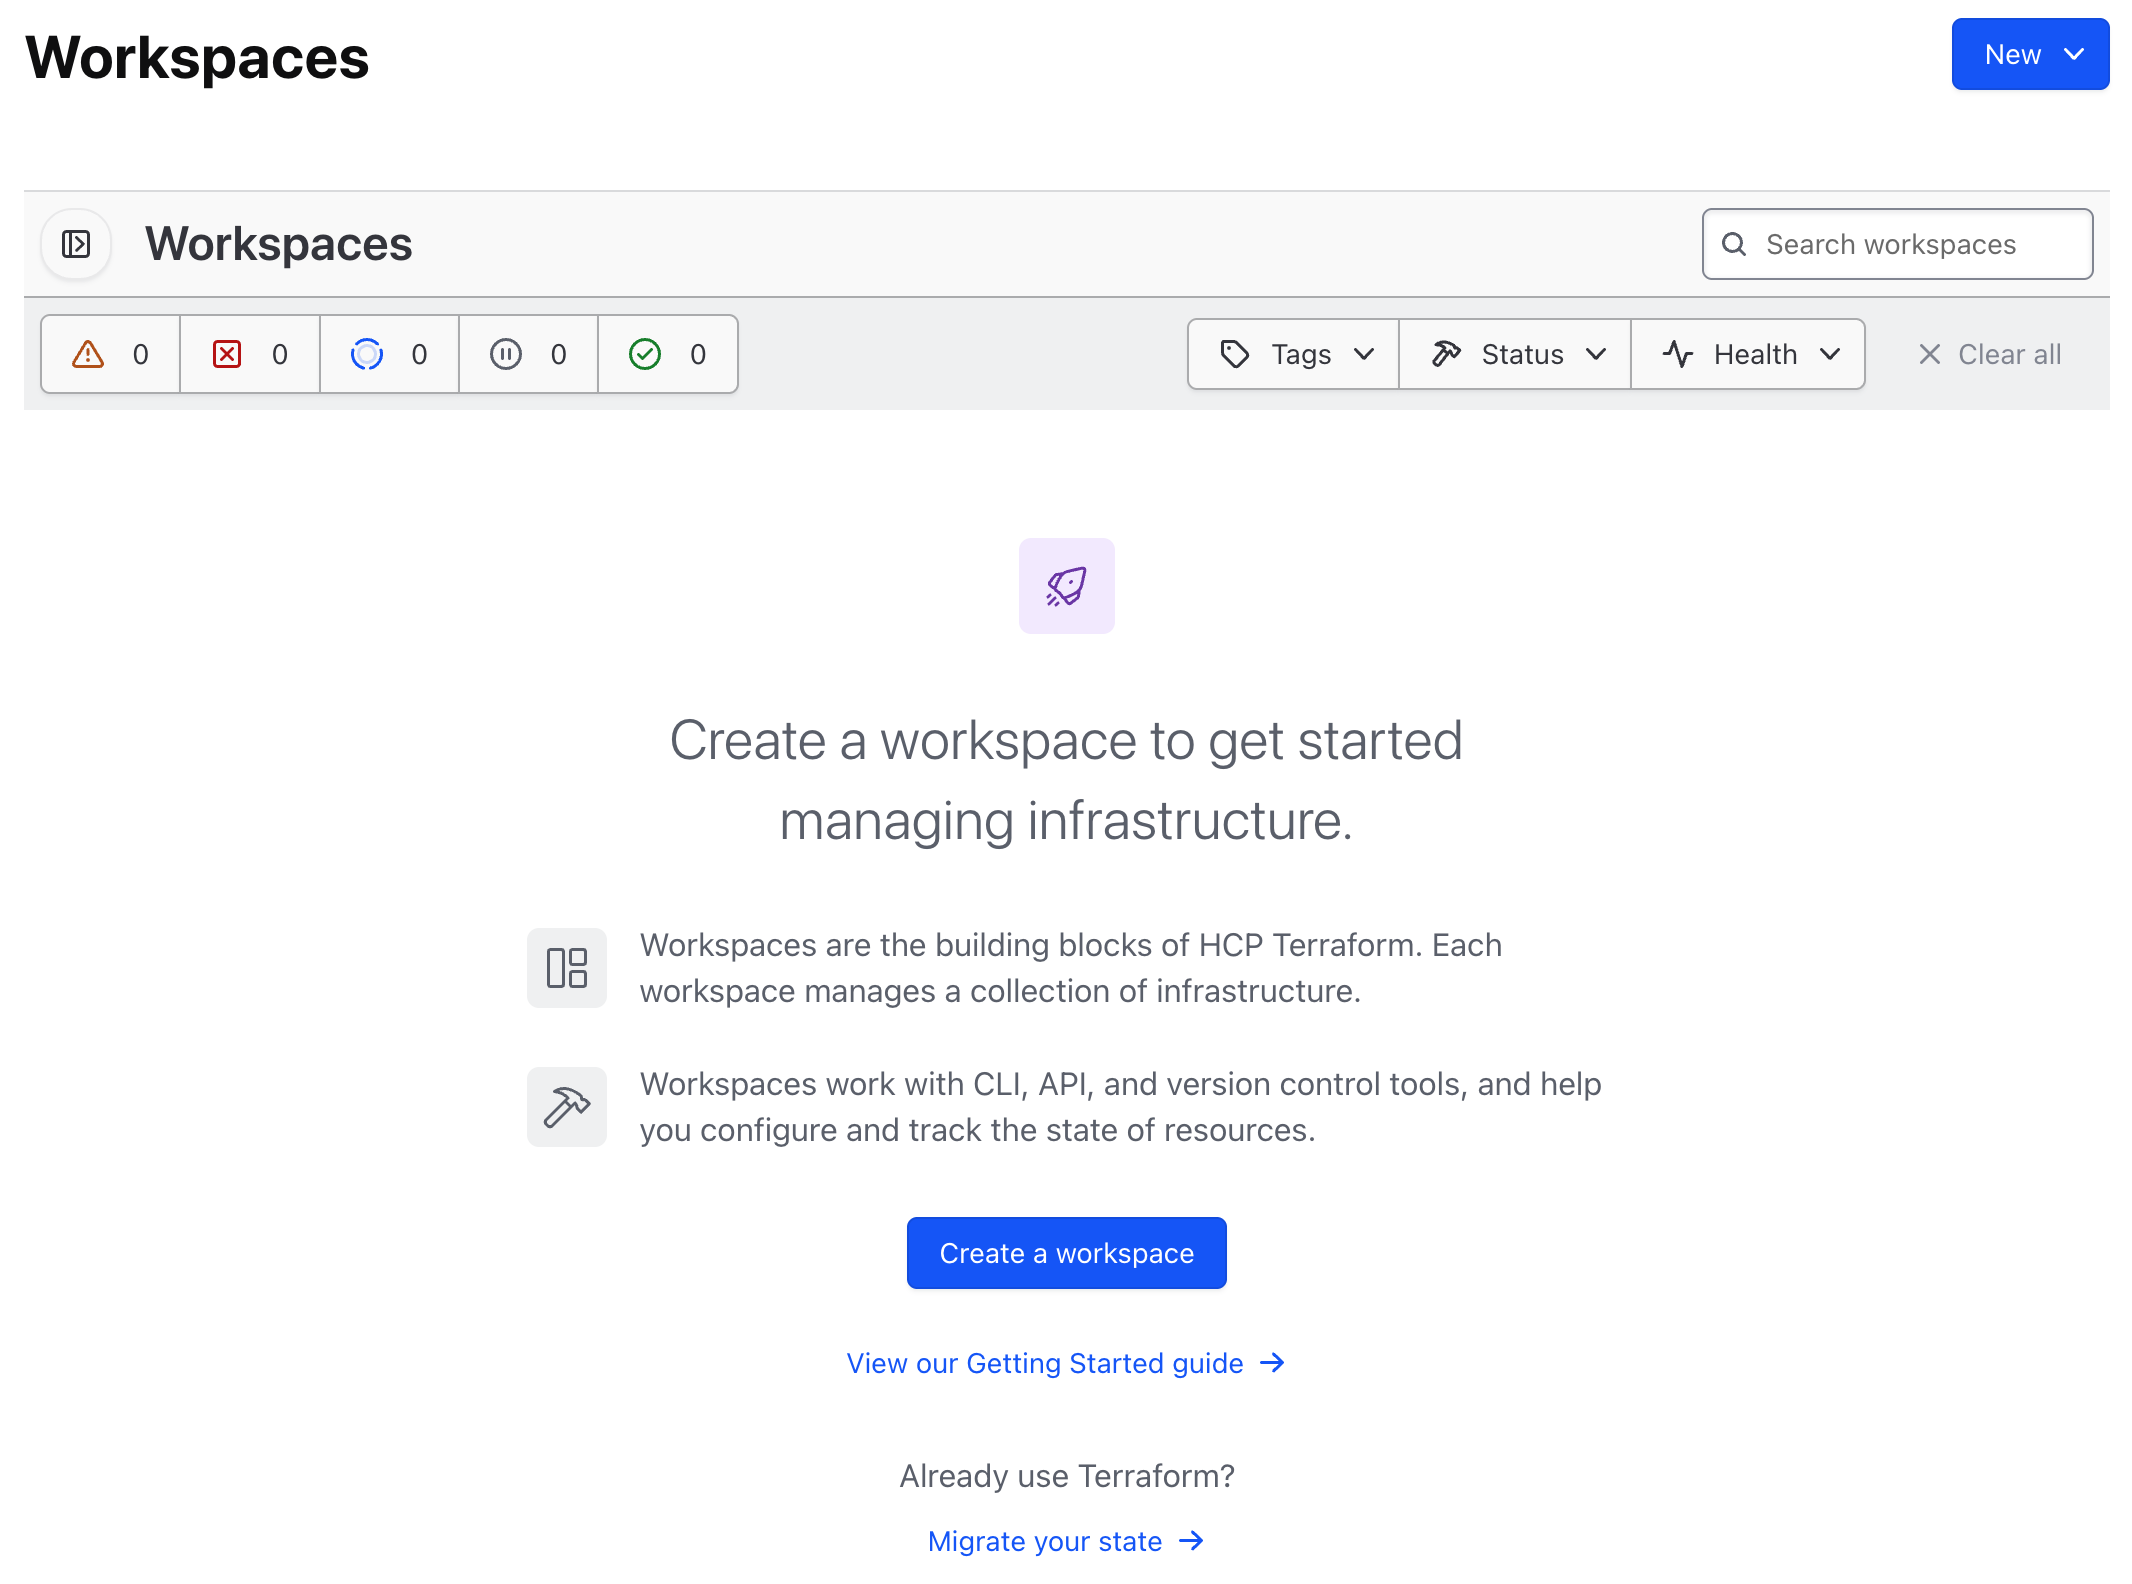 Workspaces
New
Workspaces
Search workspaces
0 0 0 0 0 Tags Status Health Clear all
Create a workspace to get started
managing infrastructure.
Workspaces are the building blocks of HCP Terraform. Each
workspace manages a collection of infrastructure.
Workspaces work with CLI, API, and version control tools, and help
you configure and track the state of resources.
Create a workspace
View our Getting Started guide
Already use Terraform?
Migrate your state